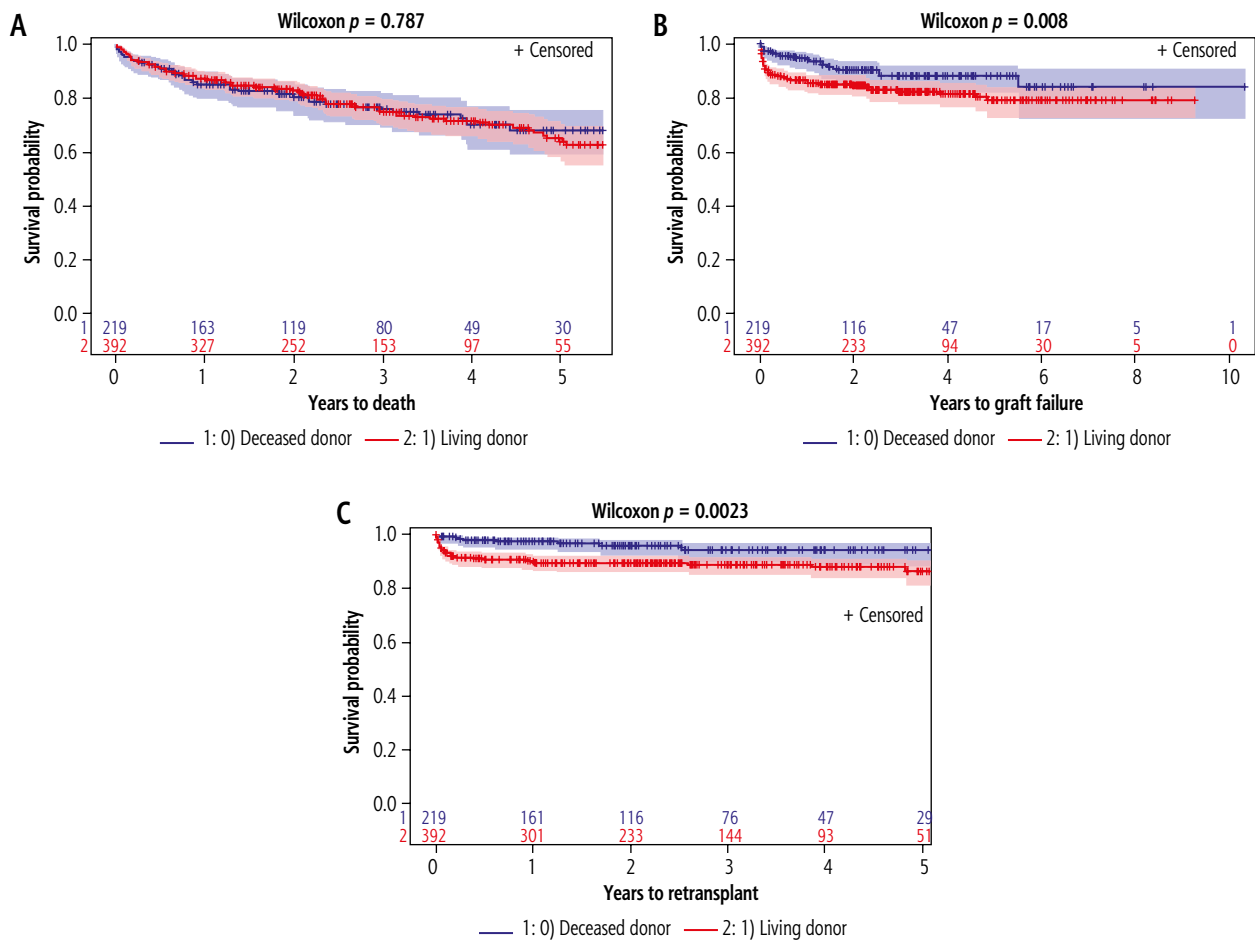 A
Wilcoxon p = 0.787
+ Censored
Survival probability
1.0
0.8
0.6
0.4
0.2
0.0
1 219 163 119 80 49 30
2 392 327 252 153 97 55
0 1 2 3 4 5
Years to death
1: 0) Deceased donor 2: 1) Living donor
B
Wilcoxon p = 0.008
+ Censored
Survival probability
1.0
0.8
0.6
0.4
0.2
0.0
1 219 116 47 17 5 1
2 392 233 94 30 5 0
0 2 4 6 8 10
Years to graft failure
1: 0) Deceased donor 2: 1) Living donor
C
Wilcoxon p = 0.0023
+ Censored
Survival probability
1.0
0.8
0.6
0.4
0.2
0.0
1 219 161 116 76 47 29
2 392 301 233 144 93 51
0 1 2 3 4 5
Years to retransplant
1: 0) Deceased donor 2: 1) Living donor